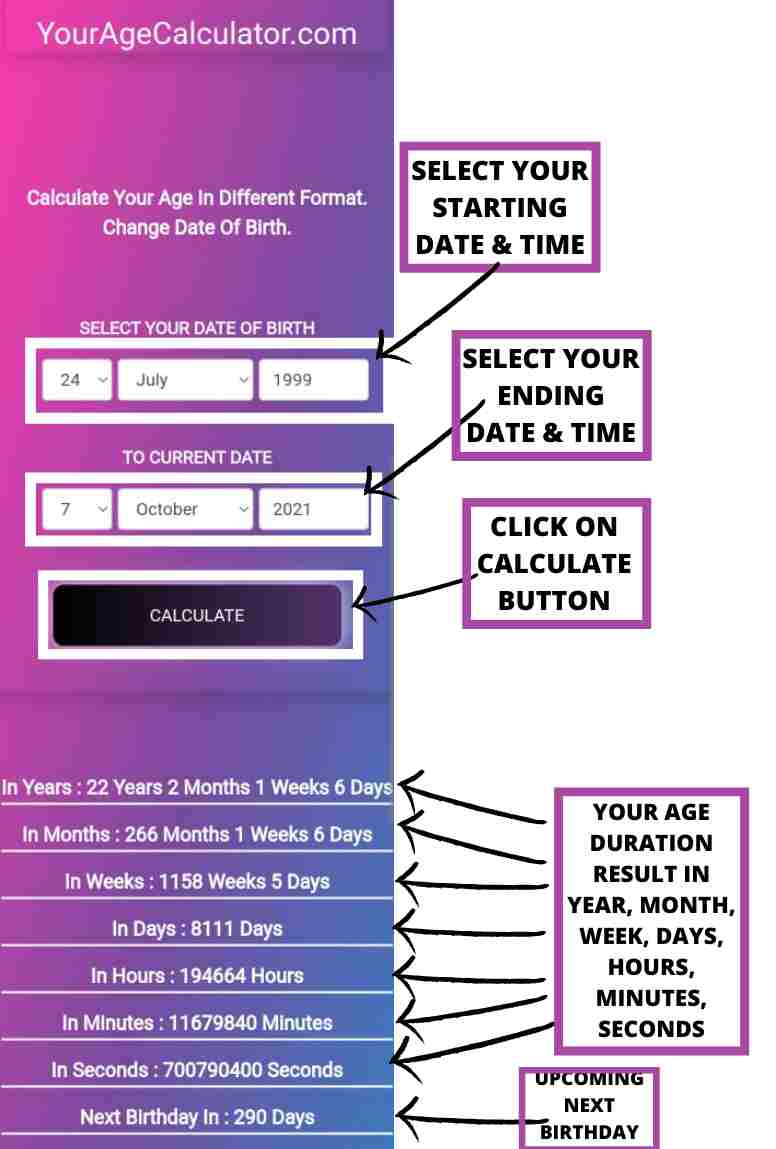 YourAgeCalculator.com
Calculate Your Age In Different Format.
Change Date Of Birth.
SELECT YOUR
STARTING
DATE & TIME
SELECT YOUR DATE OF BIRTH
24 July 1999
SELECT YOUR
ENDING
DATE & TIME
TO CURRENT DATE
7 October 2021
CLICK ON
CALCULATE
BUTTON
CALCULATE
In Years : 22 Years 2 Months 1 Weeks 6 Days
In Months : 266 Months 1 Weeks 6 Days
In Weeks : 1158 Weeks 5 Days
In Days : 8111 Days
In Hours : 194664 Hours
In Minutes : 11679840 Minutes
In Seconds : 700790400 Seconds
Next Birthday In : 290 Days
YOUR AGE
DURATION
RESULT IN
YEAR, MONTH,
WEEK, DAYS,
HOURS,
MINUTES,
SECONDS
UPCOMING
NEXT
BIRTHDAY